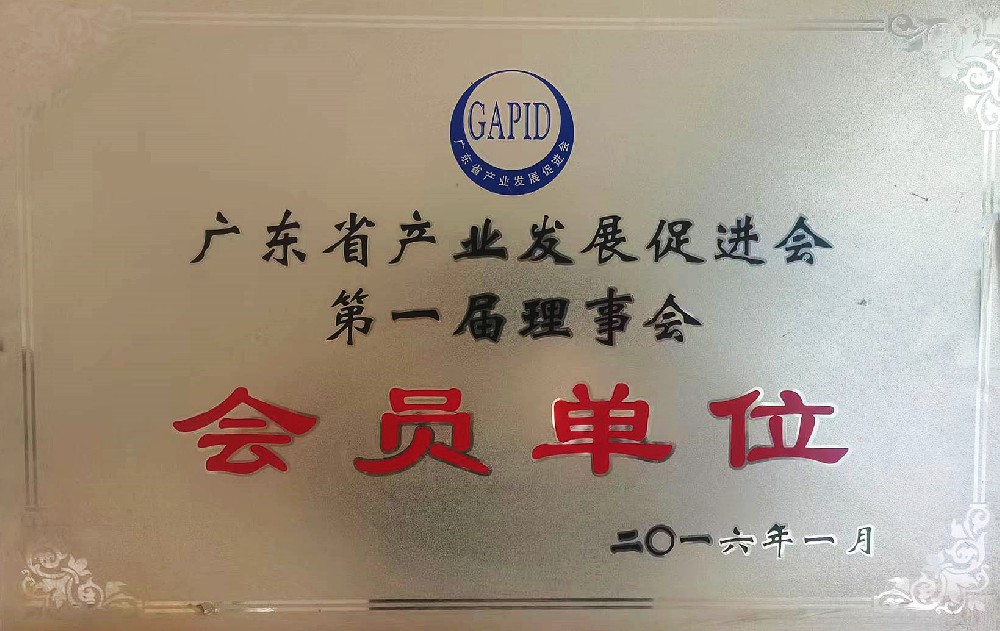 GAPID
广东省产业发展促进会
广东省产业发展促进会
第一届理事会
会员单位
二〇一六年一月